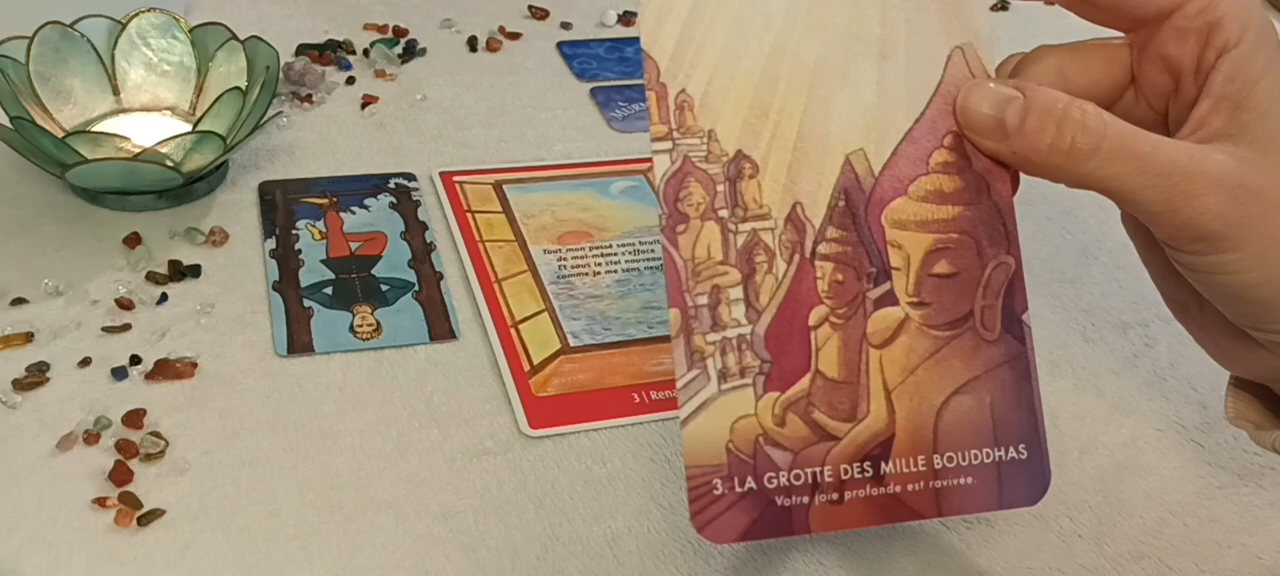 Tout mon passé sans bruit
de moi-même s'efface
Et sous le ciel nouveau
comme je me sens neuf
3 |
3. LA GROTTE DES MILLE BOUDDHAS
Votre joie profonde est ravivée.